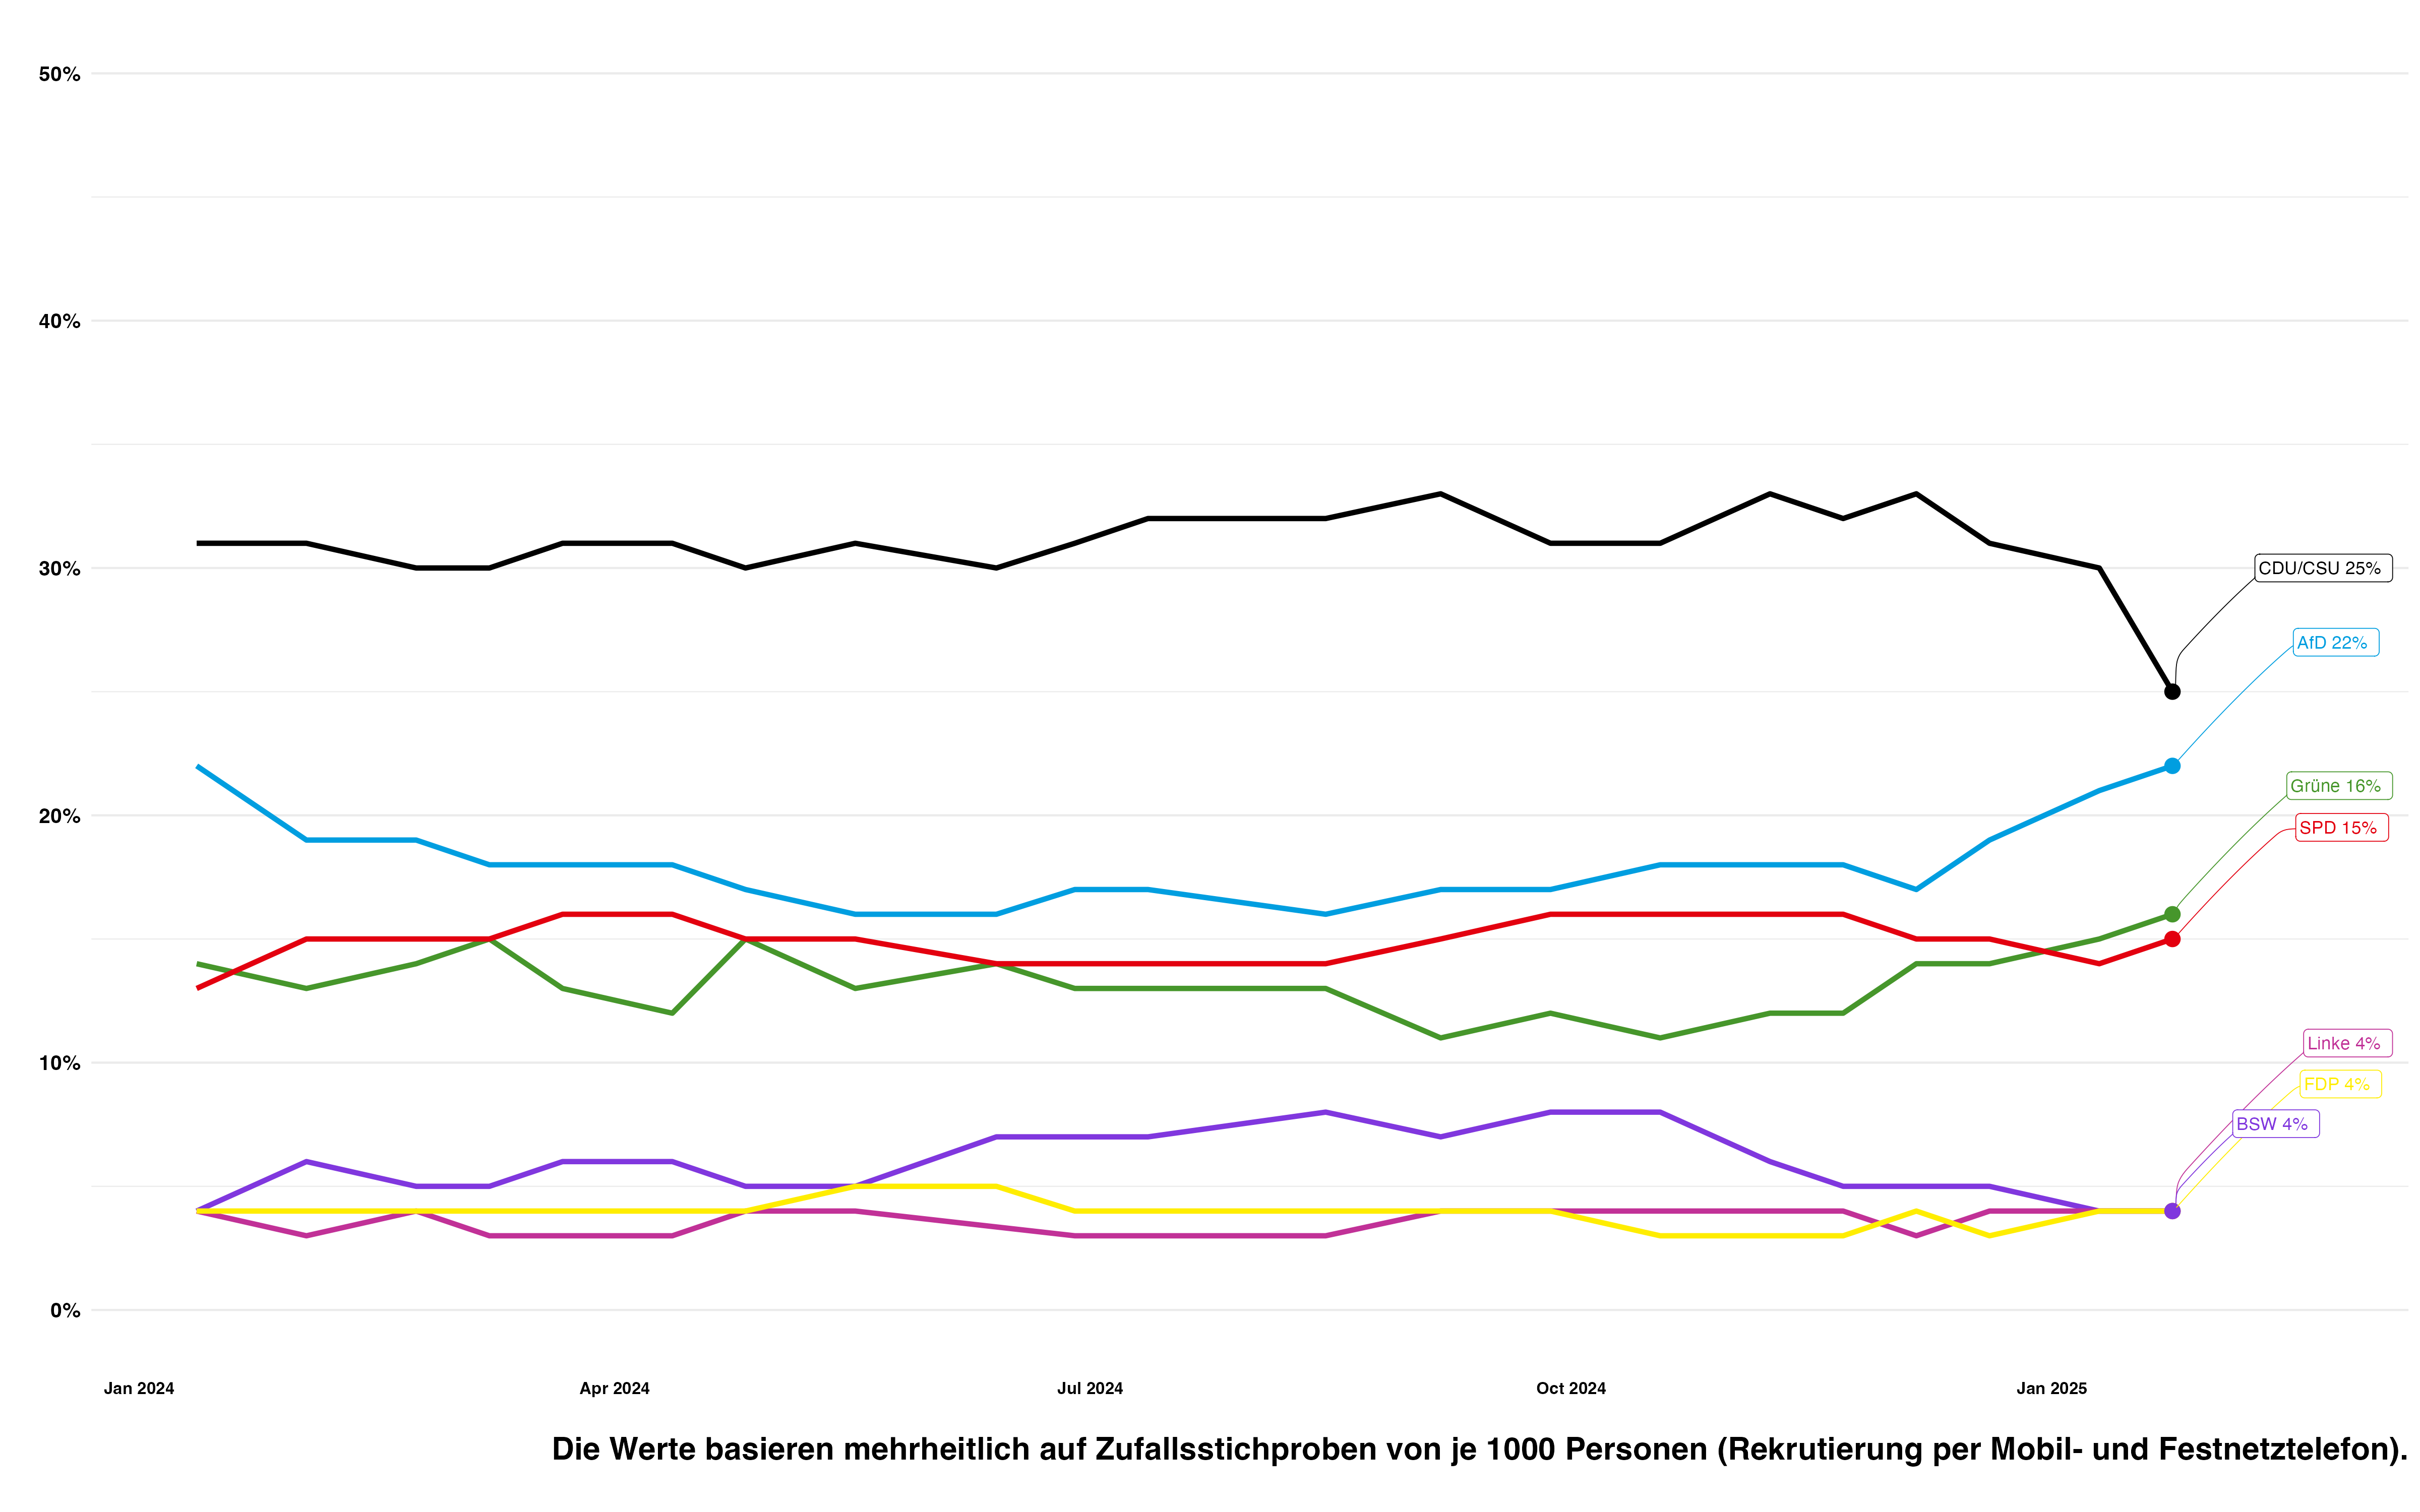 50%
40%
30%
20%
10%
0%
CDU/CSU 25%
AfD 22%
Grüne 16%
SPD 15%
Linke 4%
FDP 4%
BSW 4%
Jan 2024
Apr 2024
Jul 2024
Oct 2024
Jan 2025
Die Werte basieren mehrheitlich auf Zufallsstichproben von je 1000 Personen (Rekrutierung per Mobil- und Festnetztelefon).